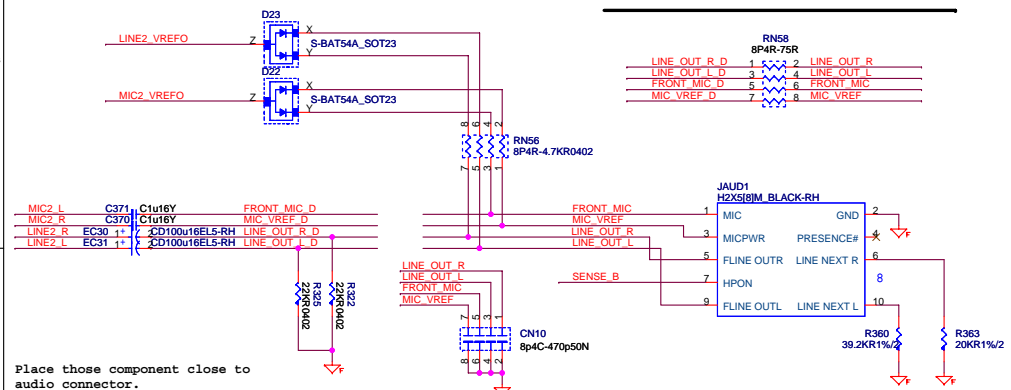 D23
LINE2_VREFO
Z
X
Y
S-BAT54A_SOT23
D22
MIC2_VREFO
Z
X
Y
S-BAT54A_SOT23
RN58
8P4R-75R
LINE_OUT_R_D 1 2 LINE_OUT_R
LINE_OUT_L_D 3 4 LINE_OUT_L
FRONT_MIC_D 5 6 FRONT_MIC
MIC_VREF_D 7 8 MIC_VREF
8 6 4 2
RN56
8P4R-4.7KR0402
7 5 3 1
MIC2_L C371 C1u16Y FRONT_MIC_D
MIC2_R C370 C1u16Y MIC_VREF_D
LINE2_R EC30 1 + 2 CD100u16EL5-RH LINE_OUT_R_D
LINE2_L EC31 1 + 2 CD100u16EL5-RH LINE_OUT_L_D
FRONT_MIC
MIC_VREF
LINE_OUT_R
LINE_OUT_L
SENSE_B
JAUD1
H2X5[8]M_BLACK-RH
1 MIC GND 2
3 MICPWR PRESENCE# 4
5 FLINE OUTR LINE NEXT R 6
7 HPON 8
9 FLINE OUTL LINE NEXT L 10
F
R325
22KR0402
R322
22KR0402
F
LINE_OUT_R
LINE_OUT_L
FRONT_MIC
MIC_VREF
7 5 3 1
CN10
8p4C-470p50N
8 6 4 2
F
R360
39.2KR1%/2
R363
20KR1%/2
F
F
Place those component close to
audio connector.